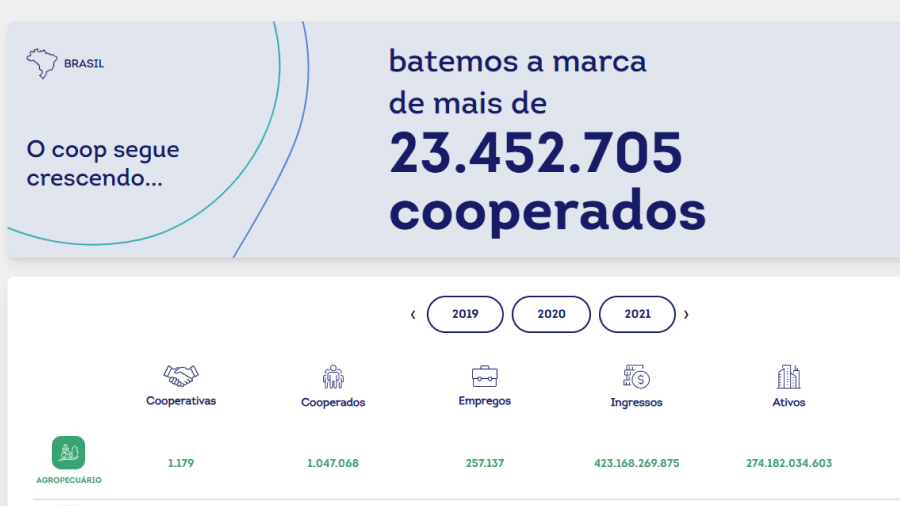 BRASIL
O coop segue
crescendo...
batemos a marca
de mais de
23.452.705
cooperados
‹ 2019 2020 2021 ›
Cooperativas Cooperados Empregos Ingressos Ativos
AGROPECUÁRIO 1.179 1.047.068 257.137 423.168.269.875 274.182.034.603